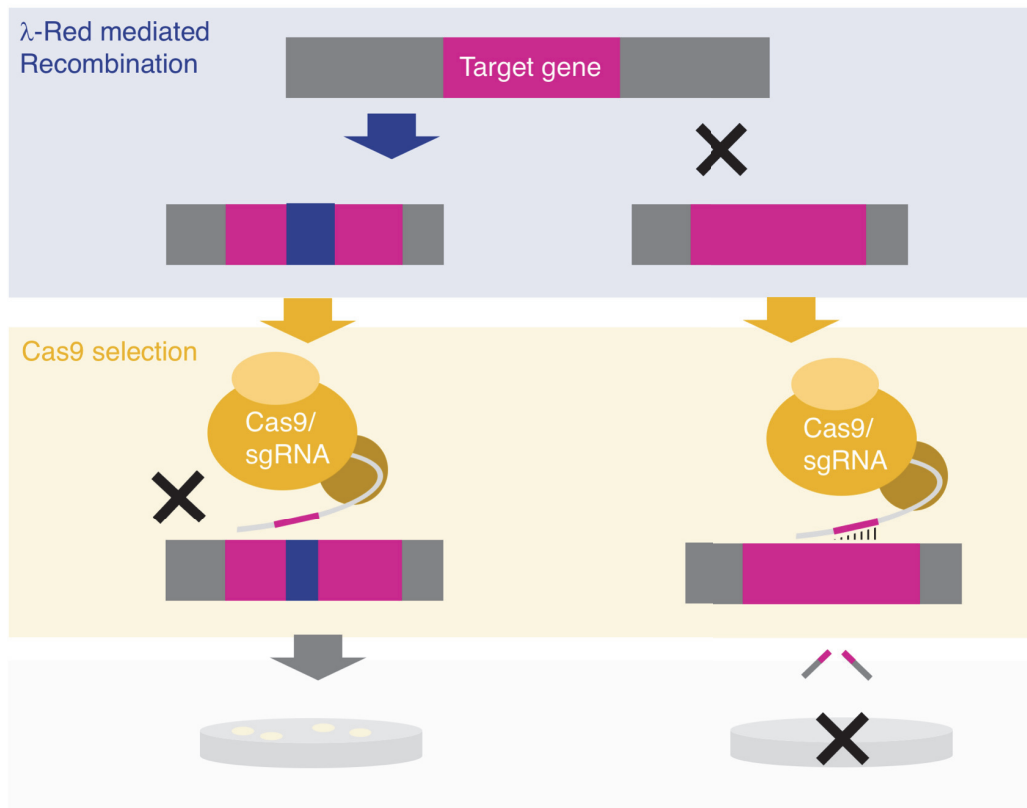 λ-Red mediated
Recombination
Target gene
Cas9 selection
Cas9/
sgRNA
Cas9/
sgRNA